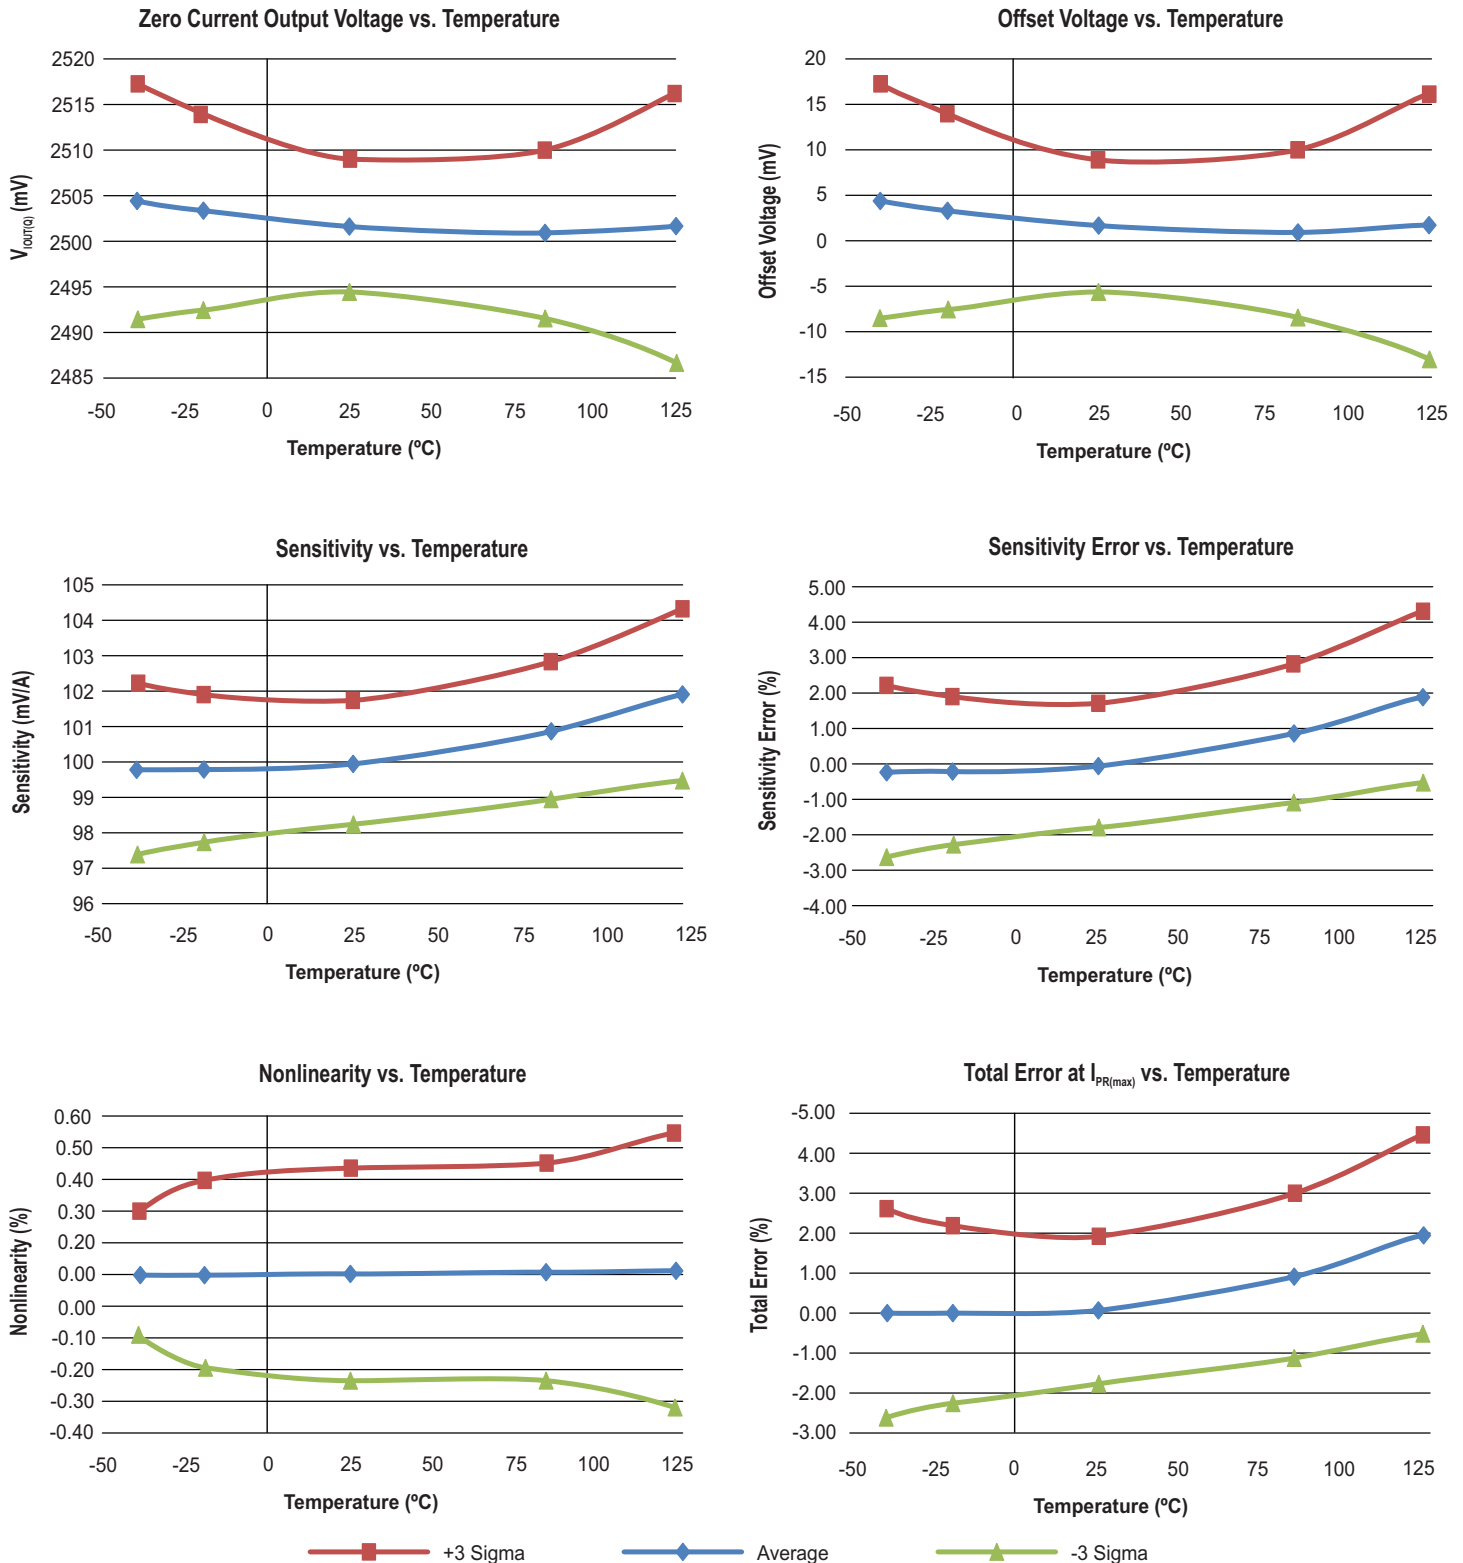 Zero Current Output Voltage vs. Temperature
2520
2515
2510
2505
2500
2495
2490
2485
V_IOUT(Q) (mV)
-50 -25 0 25 50 75 100 125
Temperature (ºC)
Offset Voltage vs. Temperature
20
15
10
5
0
-5
-10
-15
Offset Voltage (mV)
-50 -25 0 25 50 75 100 125
Temperature (ºC)
Sensitivity vs. Temperature
105
104
103
102
101
100
99
98
97
96
Sensitivity (mV/A)
-50 -25 0 25 50 75 100 125
Temperature (ºC)
Sensitivity Error vs. Temperature
5.00
4.00
3.00
2.00
1.00
0.00
-1.00
-2.00
-3.00
-4.00
Sensitivity Error (%)
-50 -25 0 25 50 75 100 125
Temperature (ºC)
Nonlinearity vs. Temperature
0.60
0.50
0.40
0.30
0.20
0.00
0.00
-0.10
-0.20
-0.30
-0.40
Nonlinearity (%)
-50 -25 0 25 50 75 100 125
Temperature (ºC)
Total Error at I_PR(max) vs. Temperature
-5.00
4.00
3.00
2.00
1.00
0.00
-1.00
-2.00
-3.00
Total Error (%)
-50 -25 0 25 50 75 100 125
Temperature (ºC)
+3 Sigma
Average
-3 Sigma